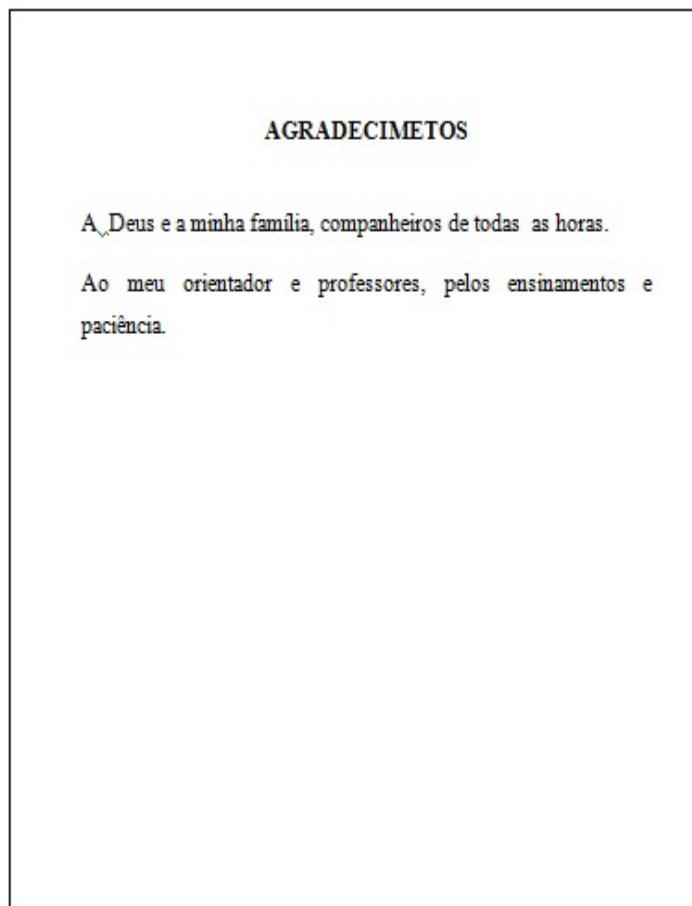 AGRADECIMETOS
A Deus e a minha família, companheiros de todas as horas.
Ao meu orientador e professores, pelos ensinamentos e
paciência.